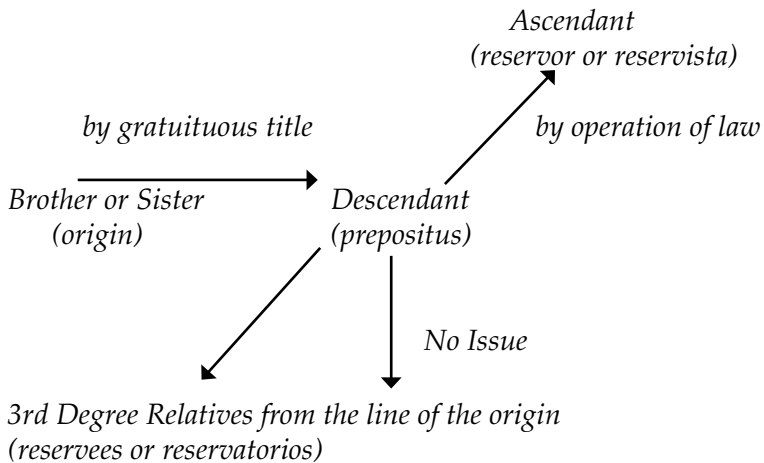 Ascendant
(reservor or reservista)
by gratuituous title
by operation of law
Brother or Sister
(origin)
Descendant
(prepositus)
No Issue
3rd Degree Relatives from the line of the origin
(reservees or reservatorios)